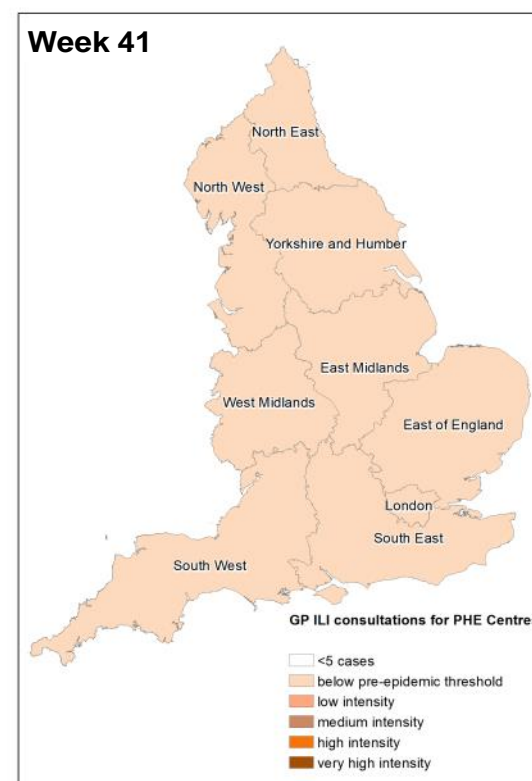 Week 41
North East
North West
Yorkshire and Humber
East Midlands
West Midlands
East of England
London
South East
South West
GP ILI consultations for PHE Centre
<5 cases
below pre-epidemic threshold
low intensity
medium intensity
high intensity
very high intensity